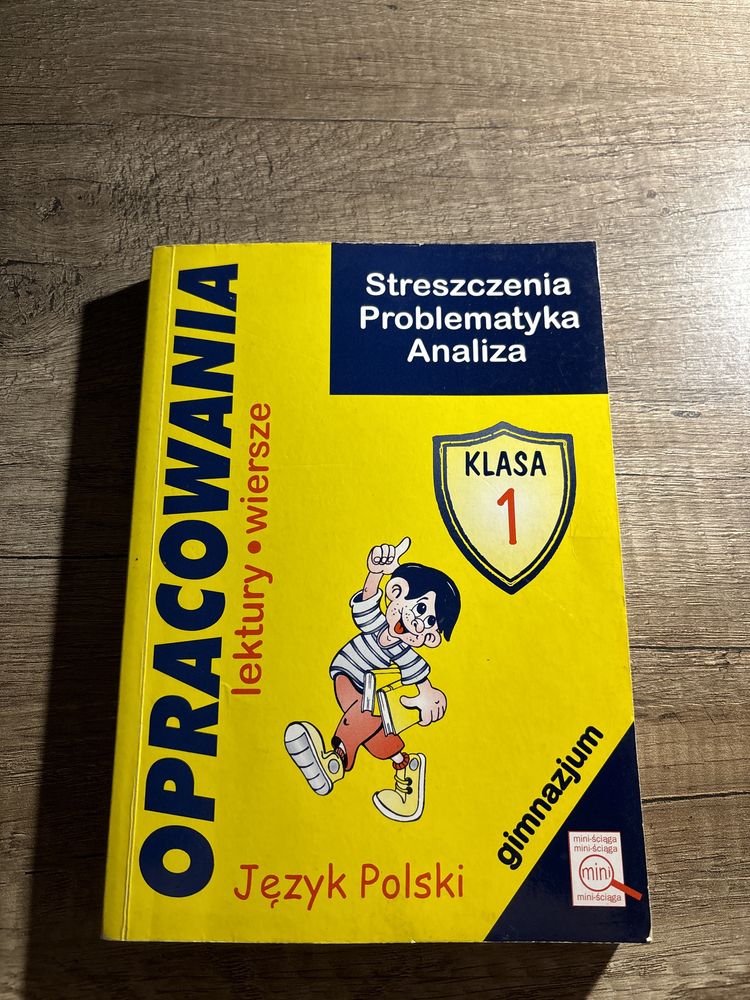 OPRACOWANIA
lektury • wiersze
Streszczenia
Problematyka
Analiza
KLASA
1
gimnazjum
Język Polski
mini-ściąga
mini-ściąga
mini
mini-ściąga